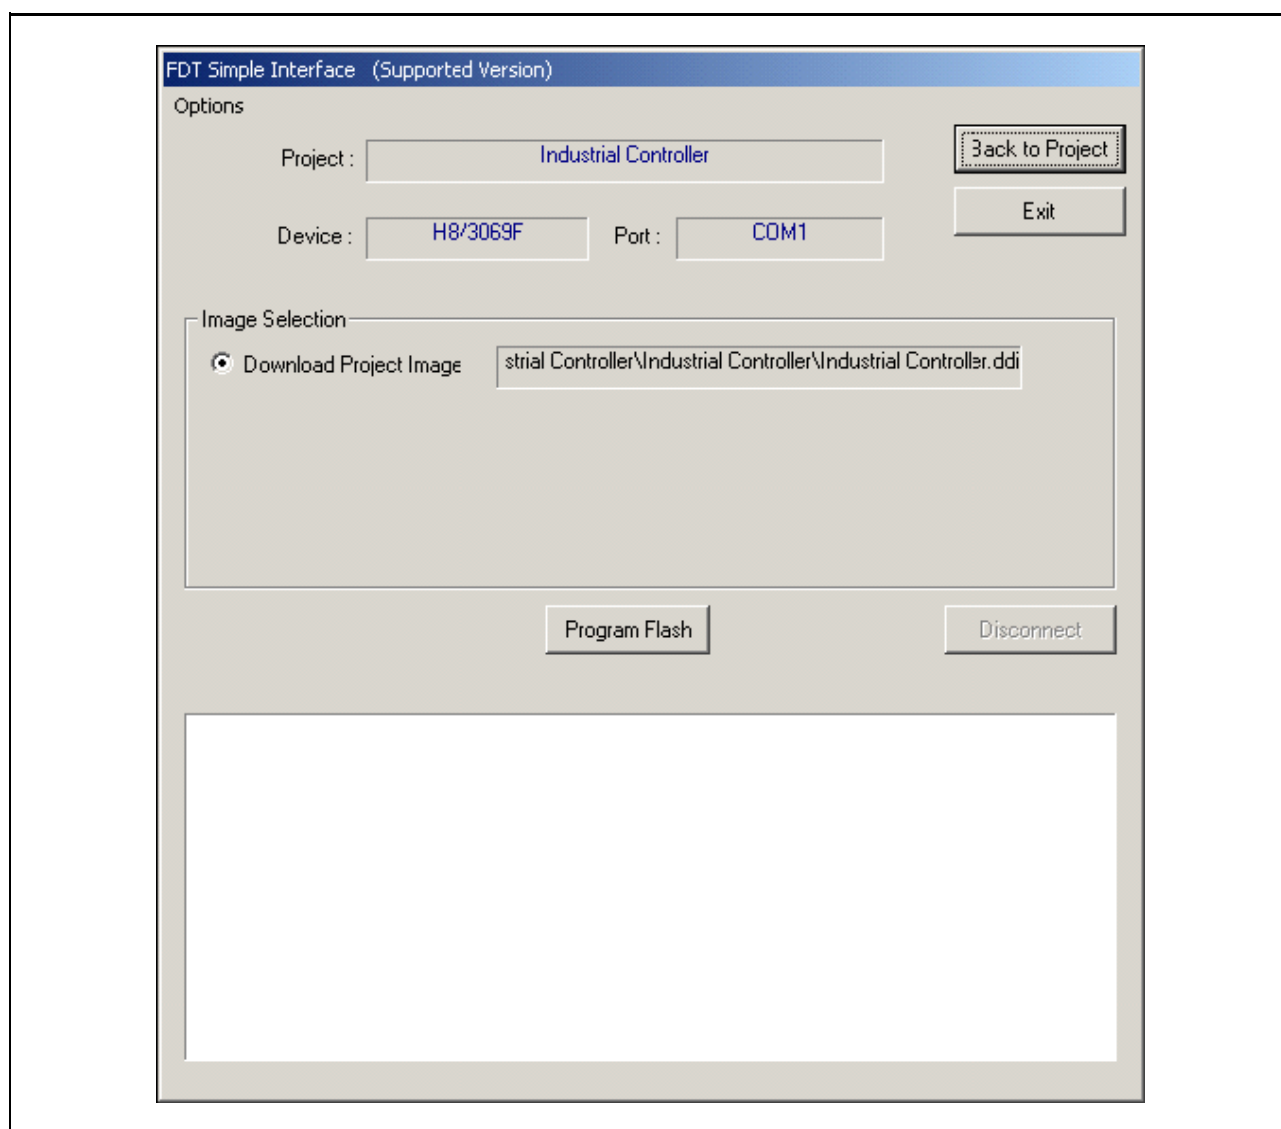 FDT Simple Interface (Supported Version)
Options
Project : Industrial Controller
Back to Project
Exit
Device : H8/3069F Port : COM1
Image Selection
Download Project Image strial Controller\Industrial Controller\Industrial Controller.ddi
Program Flash Disconnect